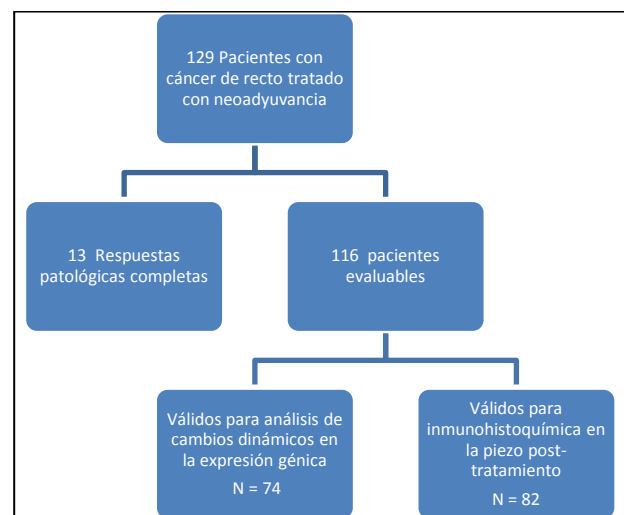 129 Pacientes con
cáncer de recto tratado
con neoadyuvancia
13 Respuestas
patológicas completas
116 pacientes
evaluables
Válidos para análisis de
cambios dinámicos en
la expresión génica
N = 74
Válidos para
inmunohistoquímica en
la piezo post-
tratamiento
N = 82